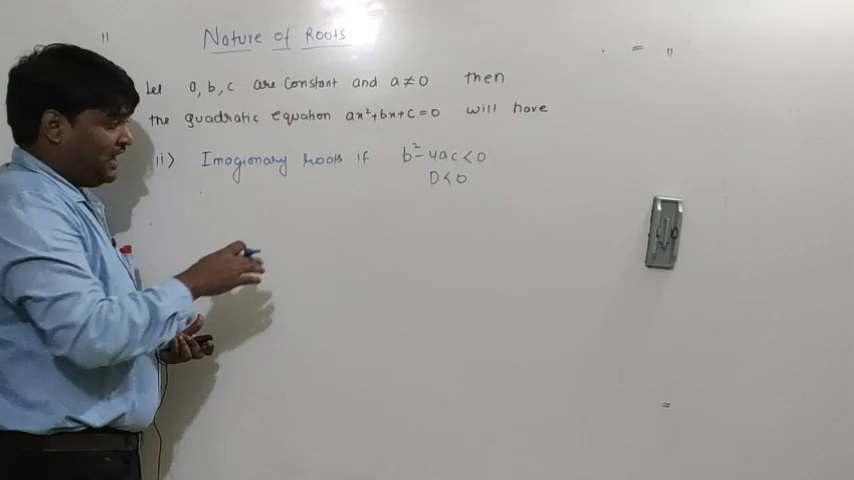 Nature of Roots
Let a, b, c are Constant and a≠0 then
the quadratic equation ax²+bx+c=0 will have
ii> Imagionary roots if b²-4ac<0
D<0